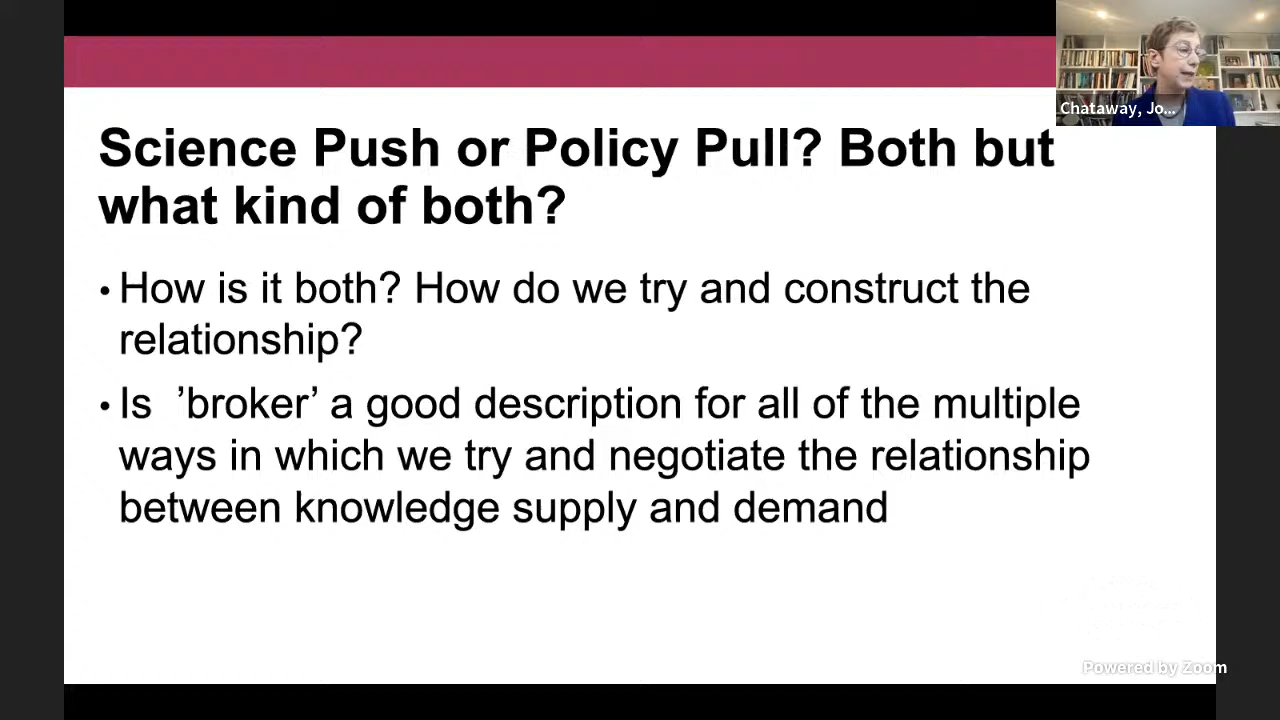 Chataway, Jo...
Science Push or Policy Pull? Both but
what kind of both?
• How is it both? How do we try and construct the
relationship?
• Is ’broker’ a good description for all of the multiple
ways in which we try and negotiate the relationship
between knowledge supply and demand
Powered by Zoom